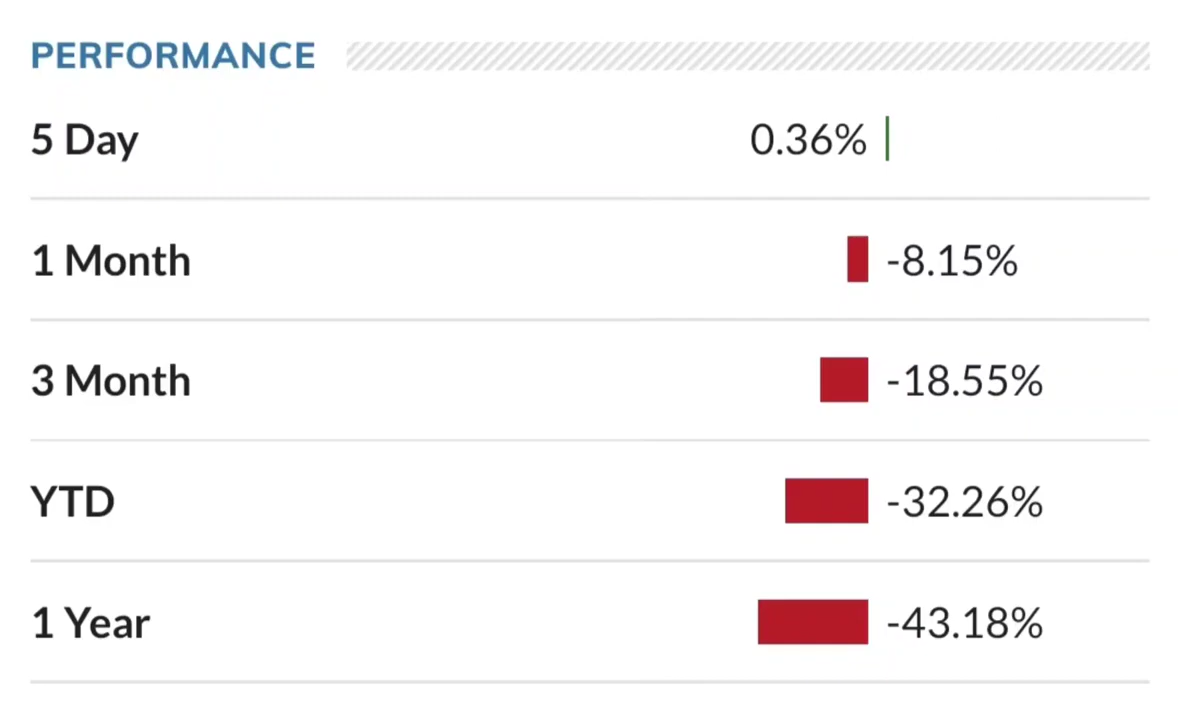 PERFORMANCE
5 Day 0.36%
1 Month -8.15%
3 Month -18.55%
YTD -32.26%
1 Year -43.18%